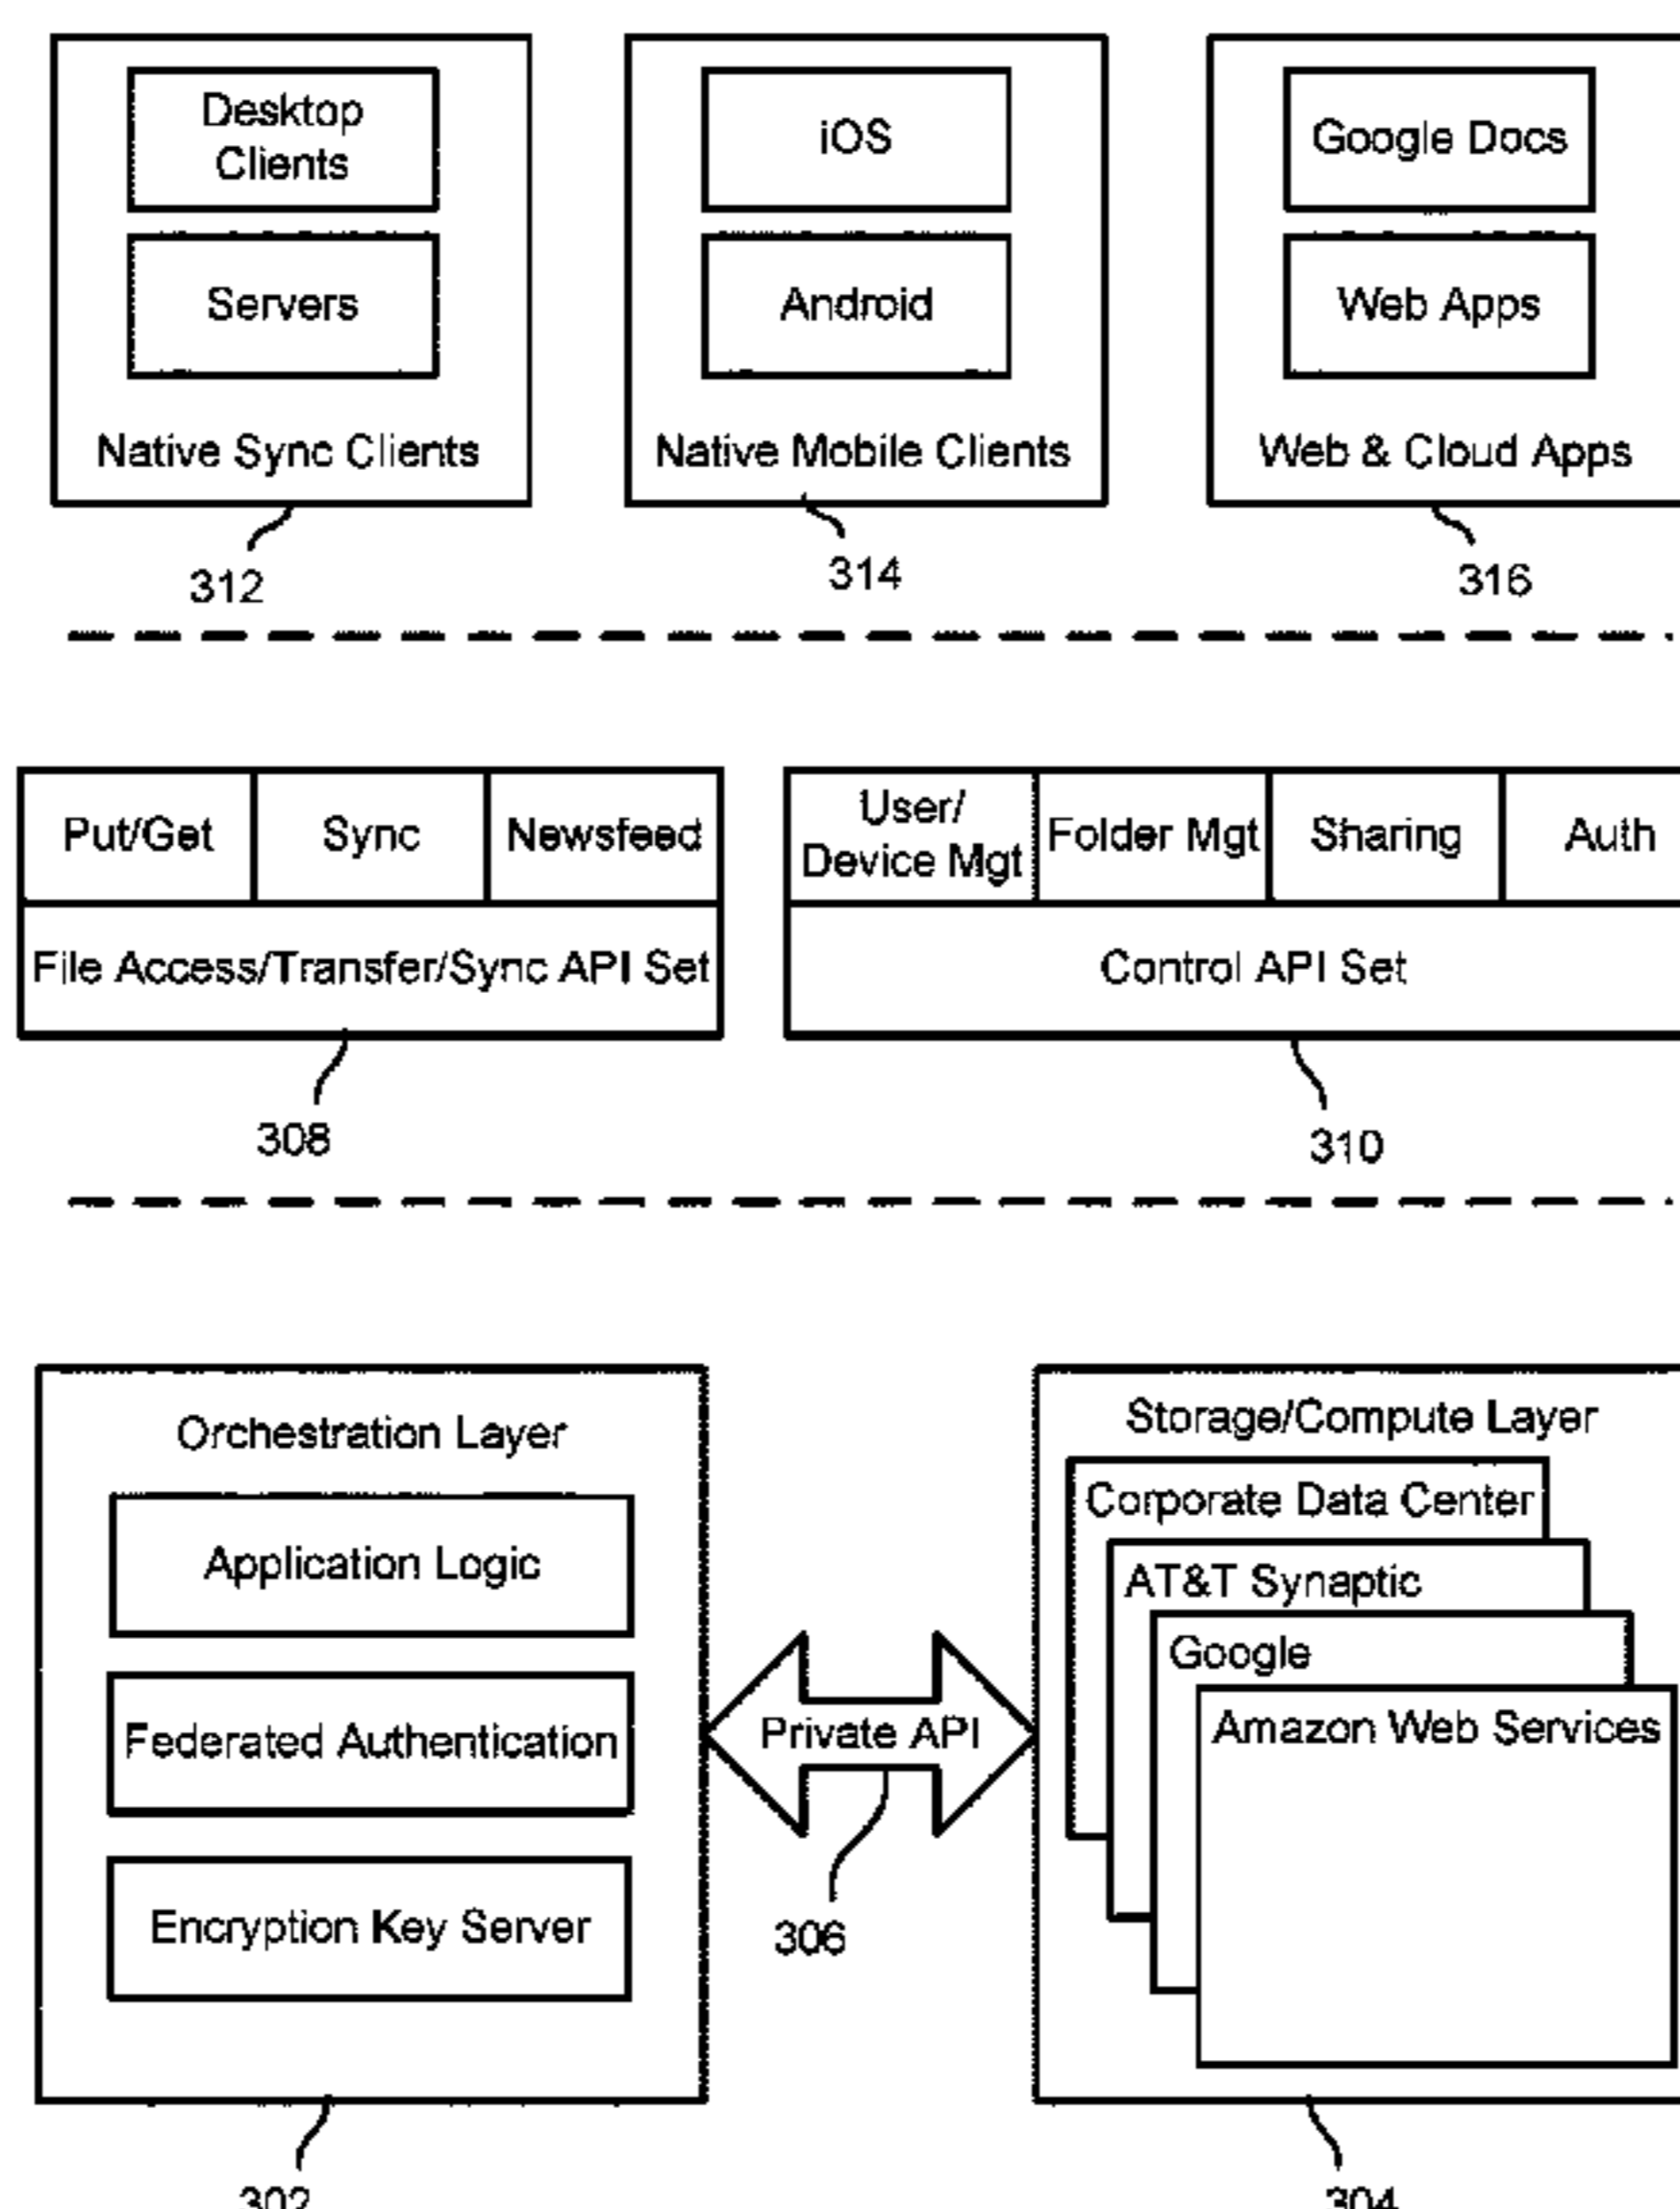 Desktop
Clients
Servers
Native Sync Clients
312
iOS
Android
Native Mobile Clients
314
Google Docs
Web Apps
Web & Cloud Apps
316
Put/Get
Sync
Newsfeed
File Access/Transfer/Sync API Set
308
User/
Device Mgt
Folder Mgt
Sharing
Auth
Control API Set
310
Orchestration Layer
Application Logic
Federated Authentication
Encryption Key Server
302
Private API
306
Storage/Compute Layer
Corporate Data Center
AT&T Synaptic
Google
Amazon Web Services
304